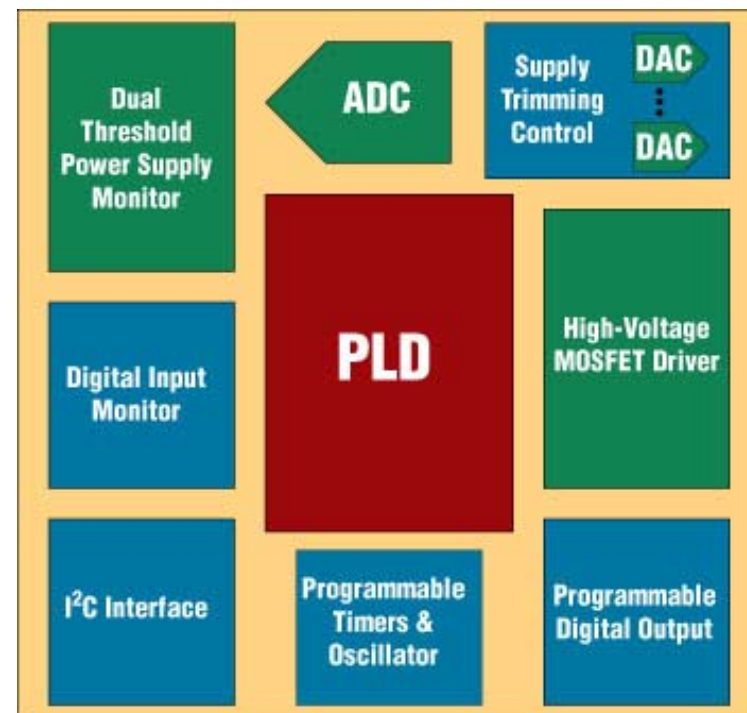 Dual
Threshold
Power Supply
Monitor
ADC
Supply
Trimming
Control
DAC
DAC
PLD
High-Voltage
MOSFET Driver
Digital Input
Monitor
I²C Interface
Programmable
Timers &
Oscillator
Programmable
Digital Output